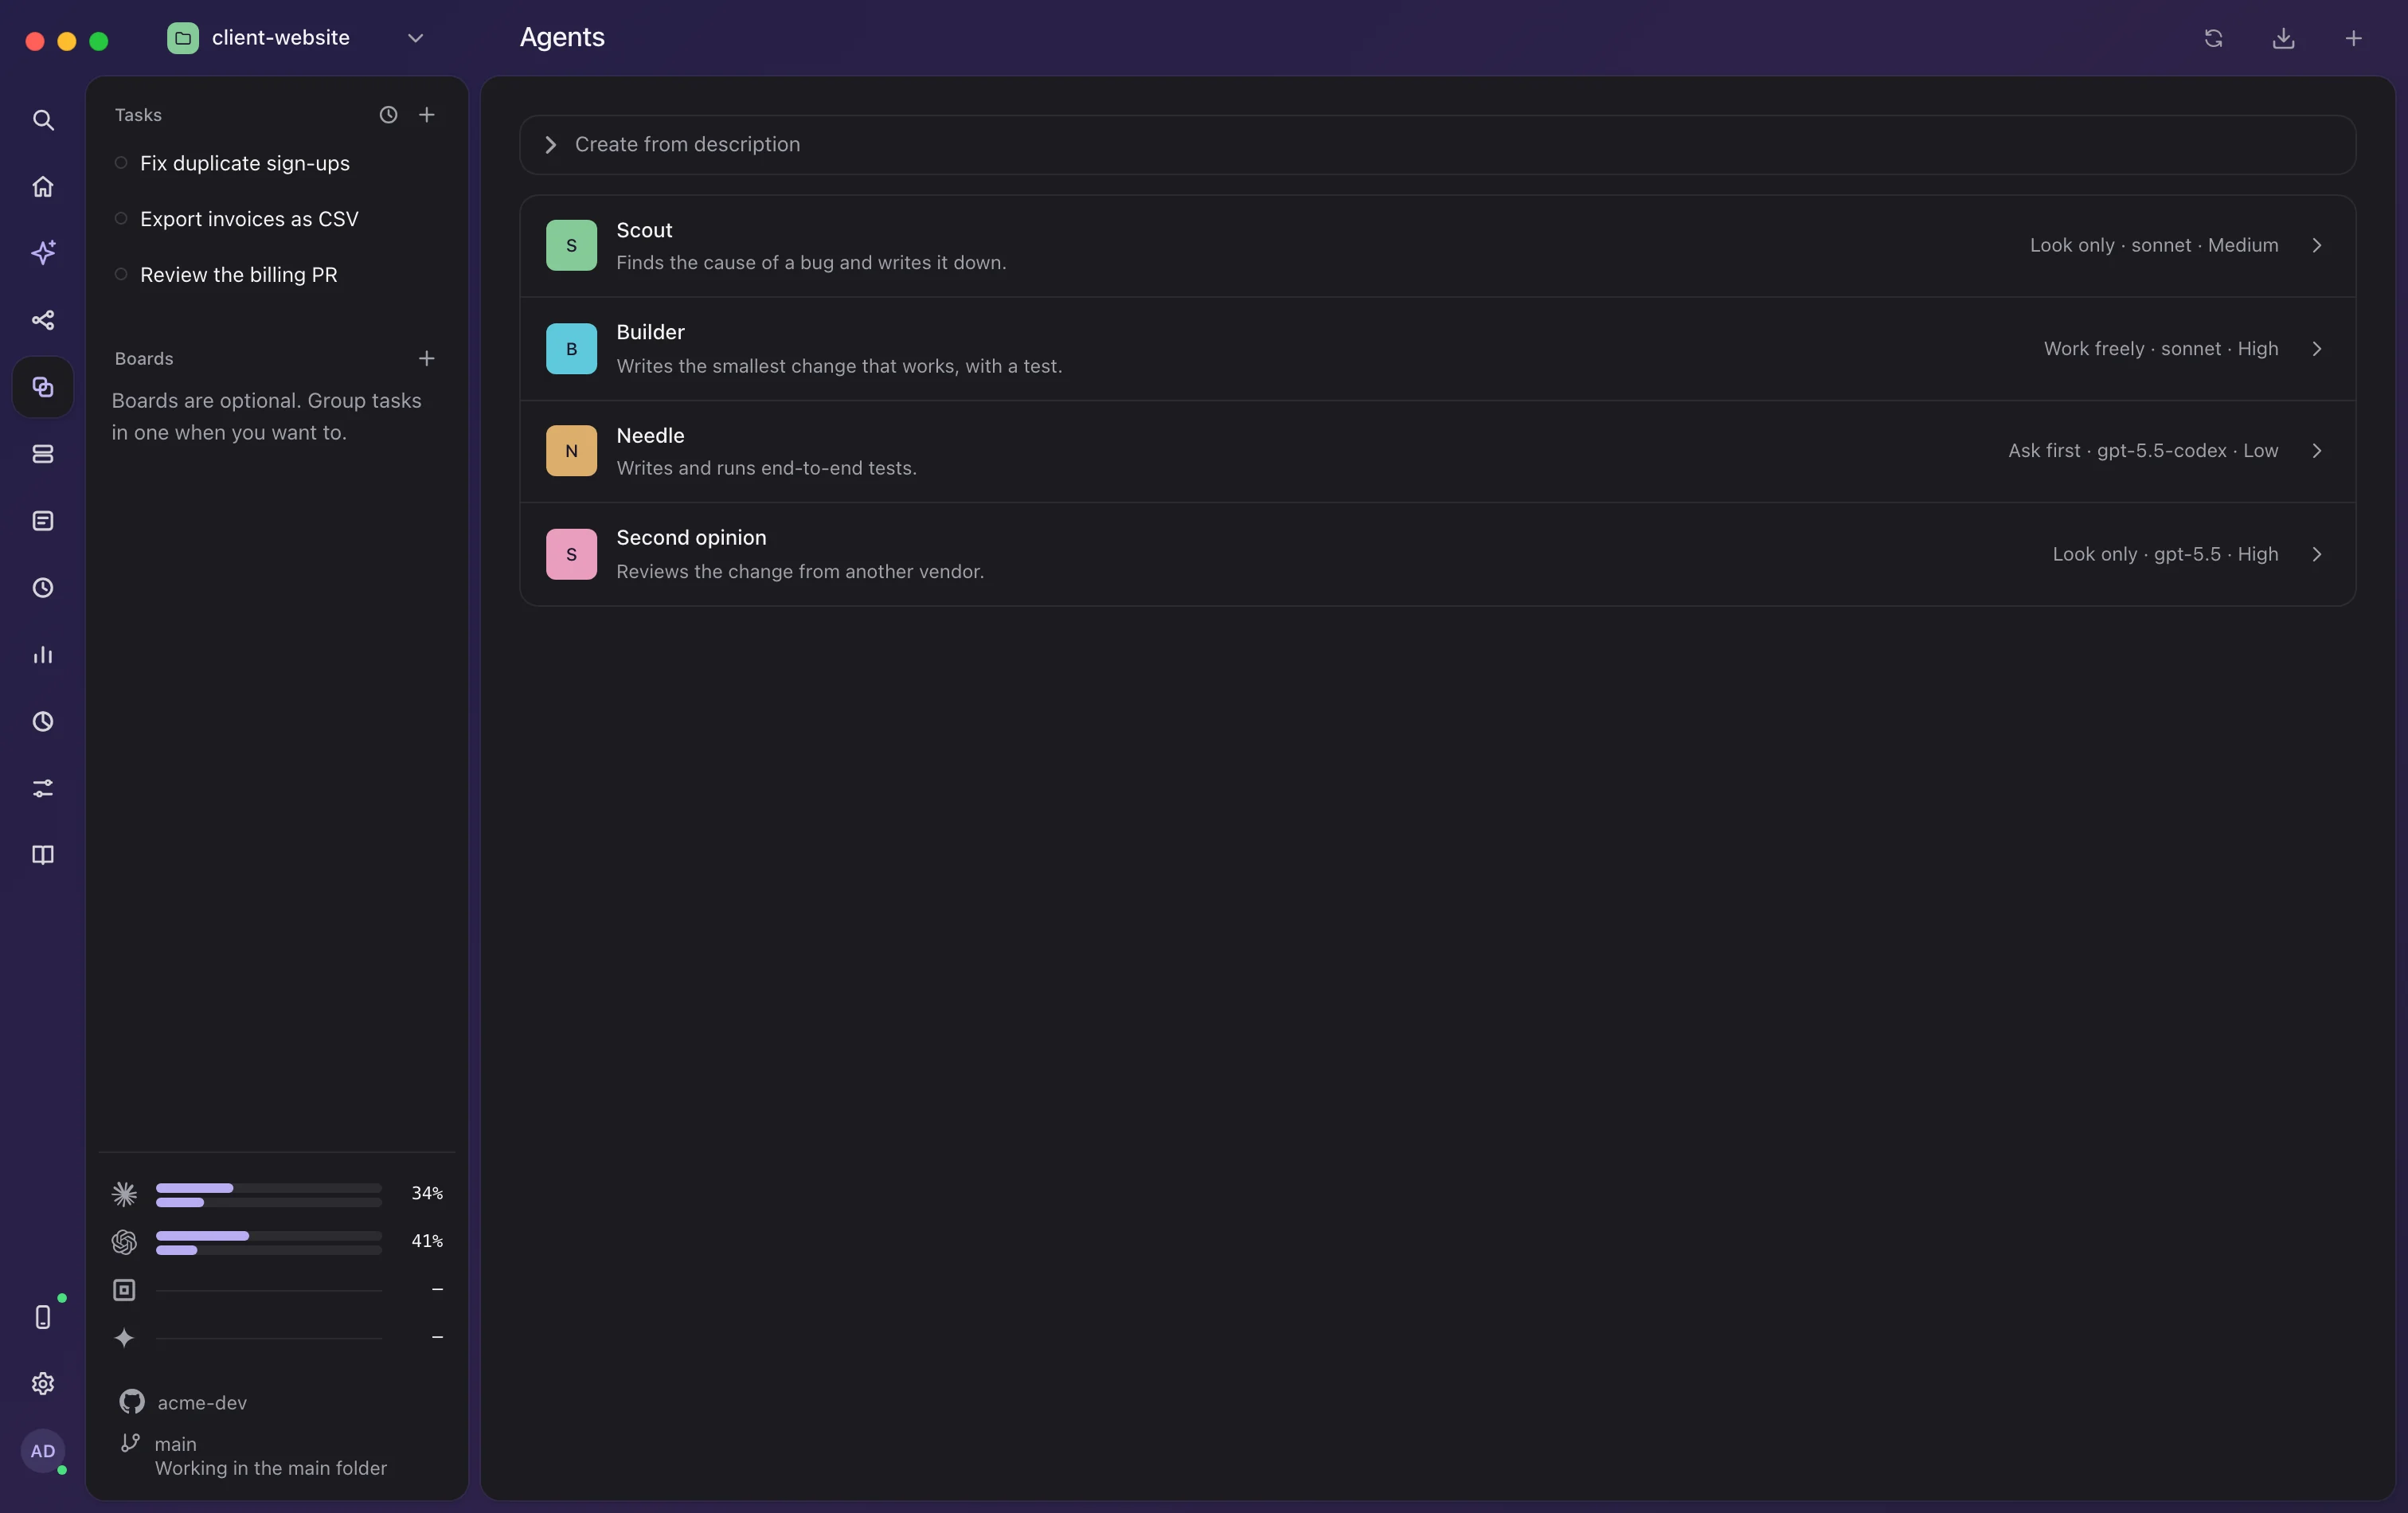 client-website
Agents
Tasks
Fix duplicate sign-ups
Export invoices as CSV
Review the billing PR
Boards
Boards are optional. Group tasks
in one when you want to.
34%
41%
–
–
acme-dev
main
Working in the main folder
AD
Create from description
S
Scout
Finds the cause of a bug and writes it down.
Look only · sonnet · Medium
B
Builder
Writes the smallest change that works, with a test.
Work freely · sonnet · High
N
Needle
Writes and runs end-to-end tests.
Ask first · gpt-5.5-codex · Low
S
Second opinion
Reviews the change from another vendor.
Look only · gpt-5.5 · High